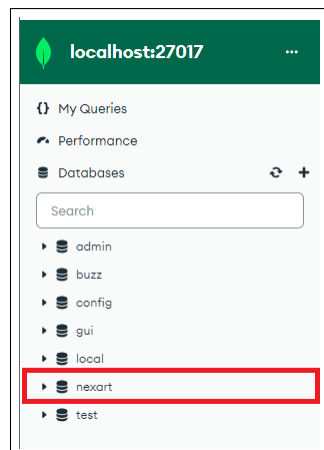 localhost:27017
My Queries
Performance
Databases
Search
admin
buzz
config
gui
local
nexart
test